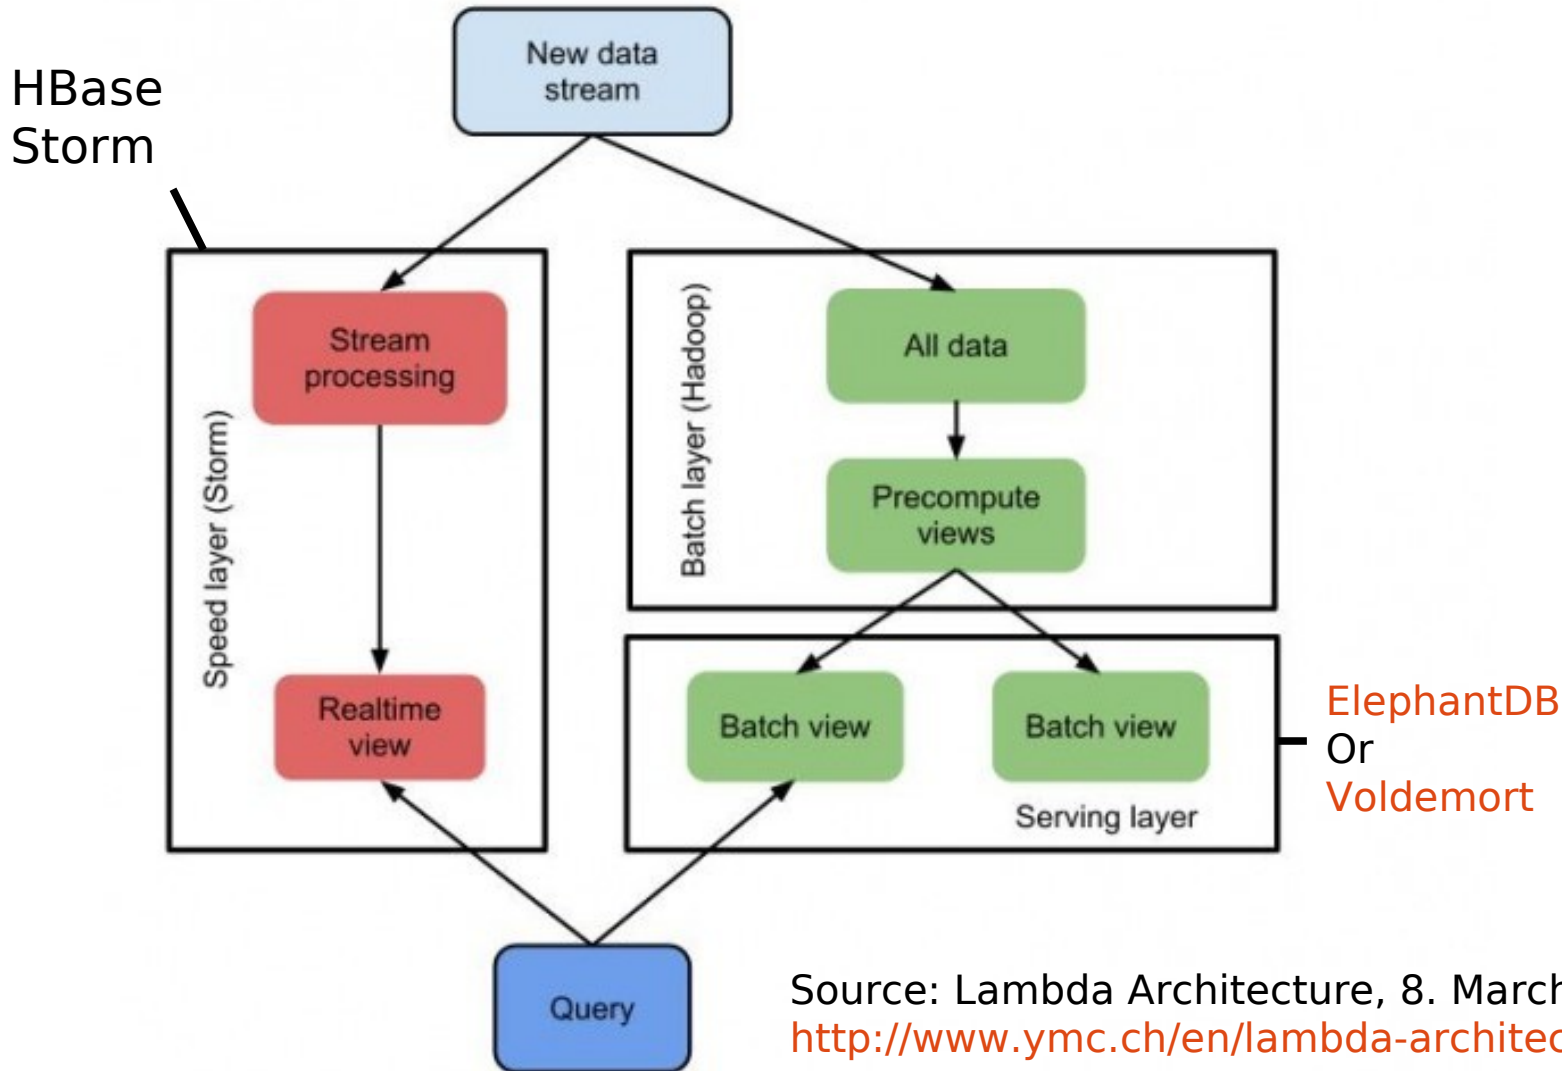 New data
stream
HBase
Storm
Stream
processing
Speed layer (Storm)
Realtime
view
Batch layer (Hadoop)
All data
Precompute
views
Batch view
Batch view
Serving layer
ElephantDB
Or
Voldemort
Query
Source: Lambda Architecture, 8. March
http://www.ymc.ch/en/lambda-architec